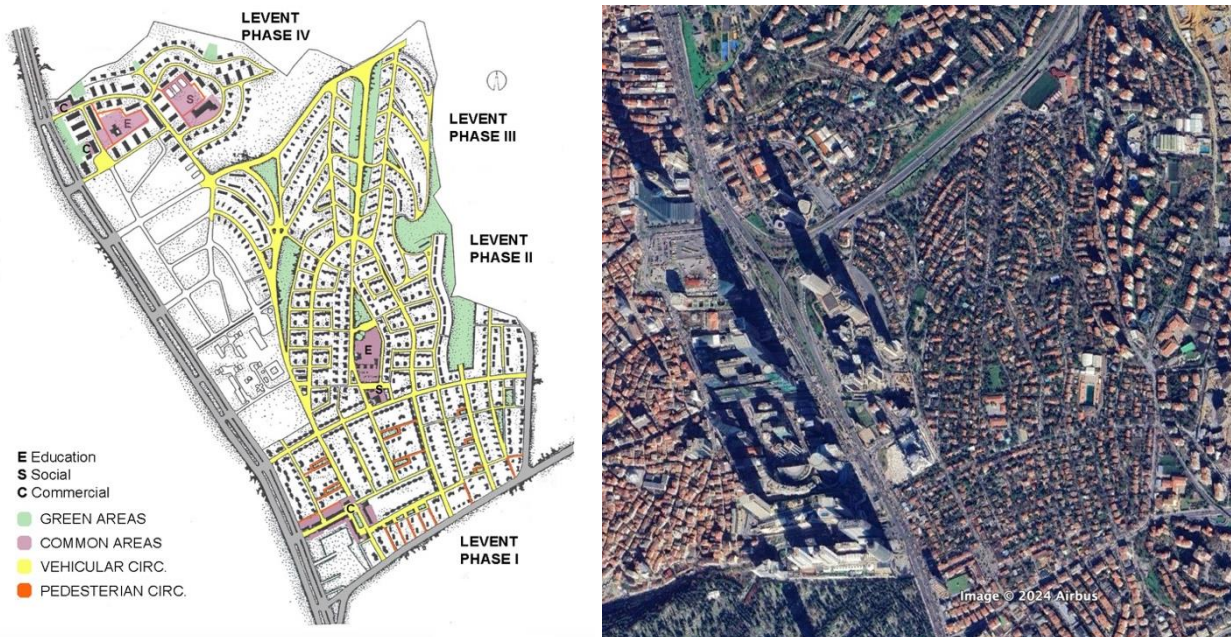 LEVENT
PHASE IV
C
S
E
C
LEVENT
PHASE III
LEVENT
PHASE II
E
S
C
LEVENT
PHASE I
E Education
S Social
C Commercial
GREEN AREAS
COMMON AREAS
VEHICULAR CIRC.
PEDESTERIAN CIRC.
Image © 2024 Airbus